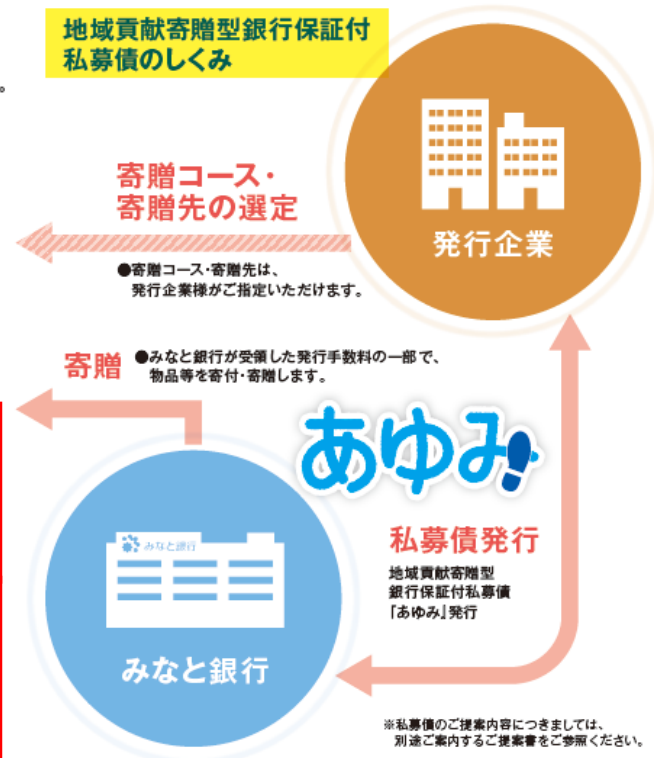 地域貢献寄贈型銀行保証付
私募債のしくみ
。
発行企業
寄贈コース・
寄贈先の選定
●寄贈コース・寄贈先は、
発行企業様がご指定いただけます。
寄贈
●みなと銀行が受領した発行手数料の一部で、
物品等を寄付・寄贈します。
あゆみ
私募債発行
地域貢献寄贈型
銀行保証付私募債
「あゆみ」発行
みなと銀行
みなと銀行
※私募債のご提案内容につきましては、
別途ご案内するご提案書をご参照ください。